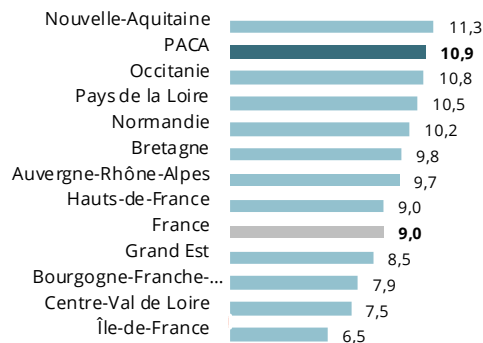 Nouvelle-Aquitaine 11,3
PACA 10,9
Occitanie 10,8
Pays de la Loire 10,5
Normandie 10,2
Bretagne 9,8
Auvergne-Rhône-Alpes 9,7
Hauts-de-France 9,0
France 9,0
Grand Est 8,5
Bourgogne-Franche-... 7,9
Centre-Val de Loire 7,5
Île-de-France 6,5